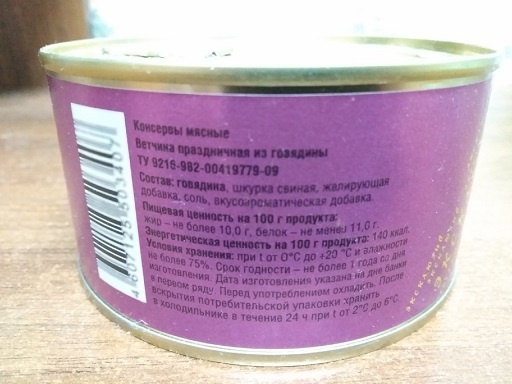 Консервы мясные
Ветчина праздничная из говядины
ТУ 9216-982-00419779-09
Состав: говядина, шкурка свиная, жалирующая
добавка, соль, вкусоароматическая добавка.
Пищевая ценность на 100 г продукта:
жир – не более 10,0 г, белок – не менее 11,0 г.
Энергетическая ценность на 100 г продукта: 140 ккал.
Условия хранения: при t от 0°С до +20 °С и влажности
не более 75%. Срок годности – не более 1 года со дня
изготовления. Дата изготовления указана на дне банки
в первом ряду. Перед употреблением охладить. После
вскрытия потребительской упаковки хранить
в холодильнике в течение 24 ч при t от 2°С до 6°С.